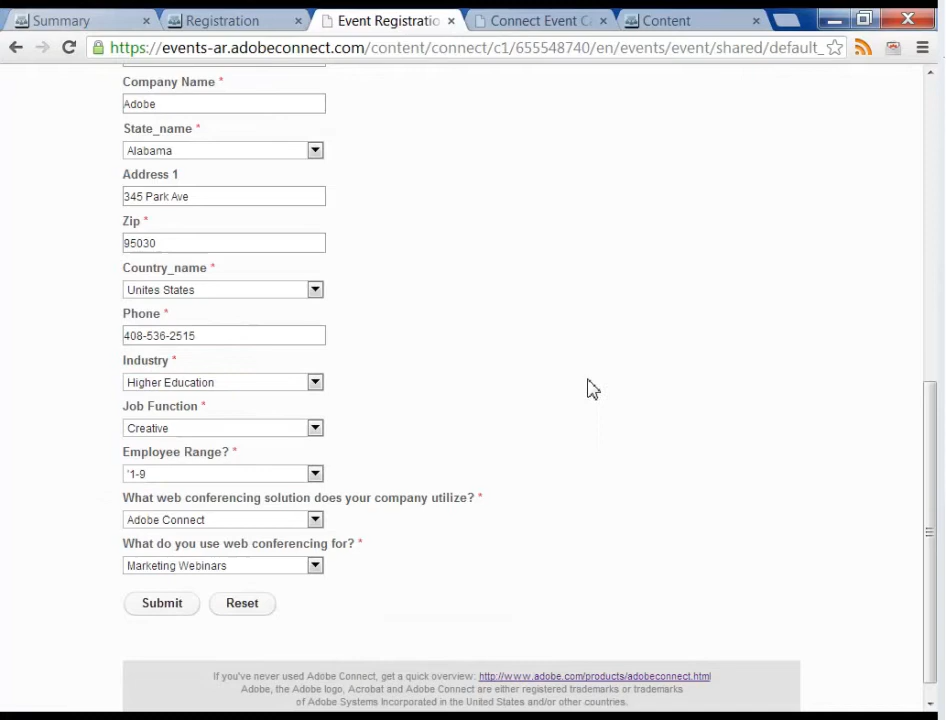 Summary
Registration
Event Registratio
Connect Event C
Content
https://events-ar.adobeconnect.com/content/connect/c1/655548740/en/events/event/shared/default_
Company Name *
Adobe
State_name *
Alabama
Address 1
345 Park Ave
Zip *
95030
Country_name *
Unites States
Phone *
408-536-2515
Industry *
Higher Education
Job Function *
Creative
Employee Range? *
'1-9
What web conferencing solution does your company utilize? *
Adobe Connect
What do you use web conferencing for? *
Marketing Webinars
Submit Reset
If you've never used Adobe Connect, get a quick overview: http://www.adobe.com/products/adobeconnect.html
Adobe, the Adobe logo, Acrobat and Adobe Connect are either registered trademarks or trademarks
of Adobe Systems Incorporated in the United States and/or other countries.